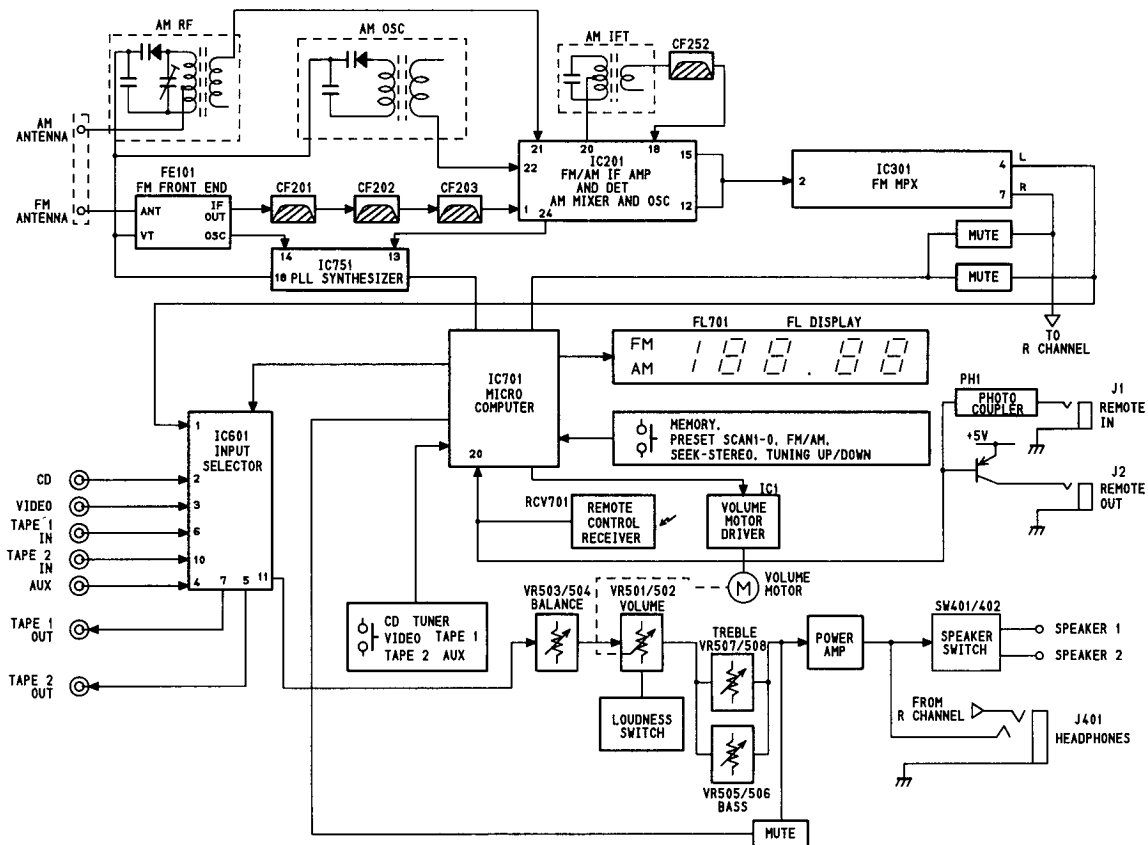 AM RF
AM OSC
AM IFT
CF252
AM
ANTENNA
FM
ANTENNA
FE101
FM FRONT END
ANT
IF
OUT
VT
OSC
CF201
CF202
CF203
21
20
18
22
IC201
FM/AM IF AMP
AND DET
AM MIXER AND OSC
15
12
1
24
2
IC301
FM MPX
4
7
L
R
14
13
IC751
18 PLL SYNTHESIZER
MUTE
MUTE
TO
R CHANNEL
FL701
FL DISPLAY
FM
AM
188.88
IC701
MICRO
COMPUTER
20
MEMORY,
PRESET SCAN1-0, FM/AM,
SEEK-STEREO, TUNING UP/DOWN
PH1
PHOTO
COUPLER
J1
REMOTE
IN
+5V
J2
REMOTE
OUT
RCV701
REMOTE
CONTROL
RECEIVER
IC1
VOLUME
MOTOR
DRIVER
M
VOLUME
MOTOR
1
IC601
INPUT
SELECTOR
2
3
6
10
4
7
5
11
CD
VIDEO
TAPE 1
IN
TAPE 2
IN
AUX
TAPE 1
OUT
TAPE 2
OUT
CD TUNER
VIDEO TAPE 1
TAPE 2 AUX
VR503/504
BALANCE
VR501/502
VOLUME
LOUDNESS
SWITCH
TREBLE
VR507/508
VR505/506
BASS
MUTE
POWER
AMP
SW401/402
SPEAKER
SWITCH
SPEAKER 1
SPEAKER 2
FROM
R CHANNEL
J401
HEADPHONES